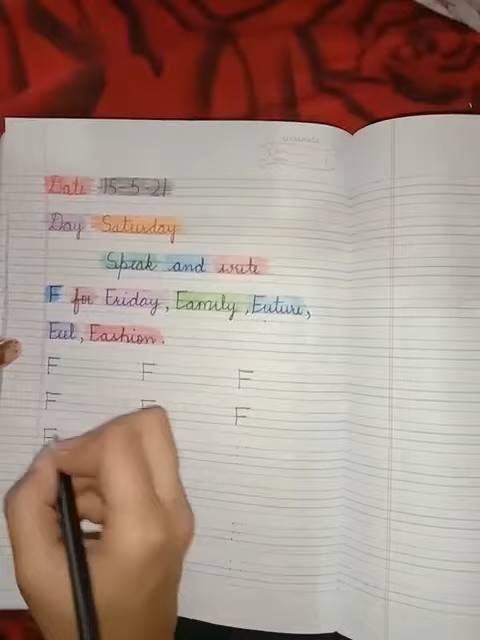 Date 15-5-21
Day Saturday
Speak and write
F for Friday, Family, Future,
Fuel, Fashion.
F F F
F F F
F